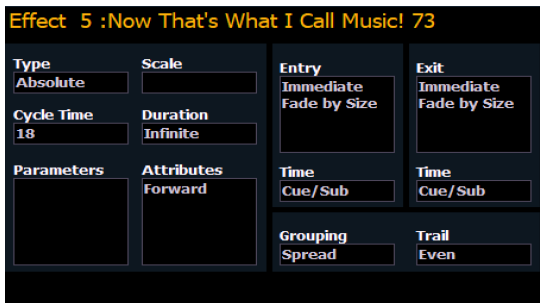 Effect  5 :Now That's What I Call Music! 73
Type
Absolute
Scale
Entry
Immediate
Fade by Size
Exit
Immediate
Fade by Size
Cycle Time
18
Duration
Infinite
Parameters
Attributes
Forward
Time
Cue/Sub
Time
Cue/Sub
Grouping
Spread
Trail
Even